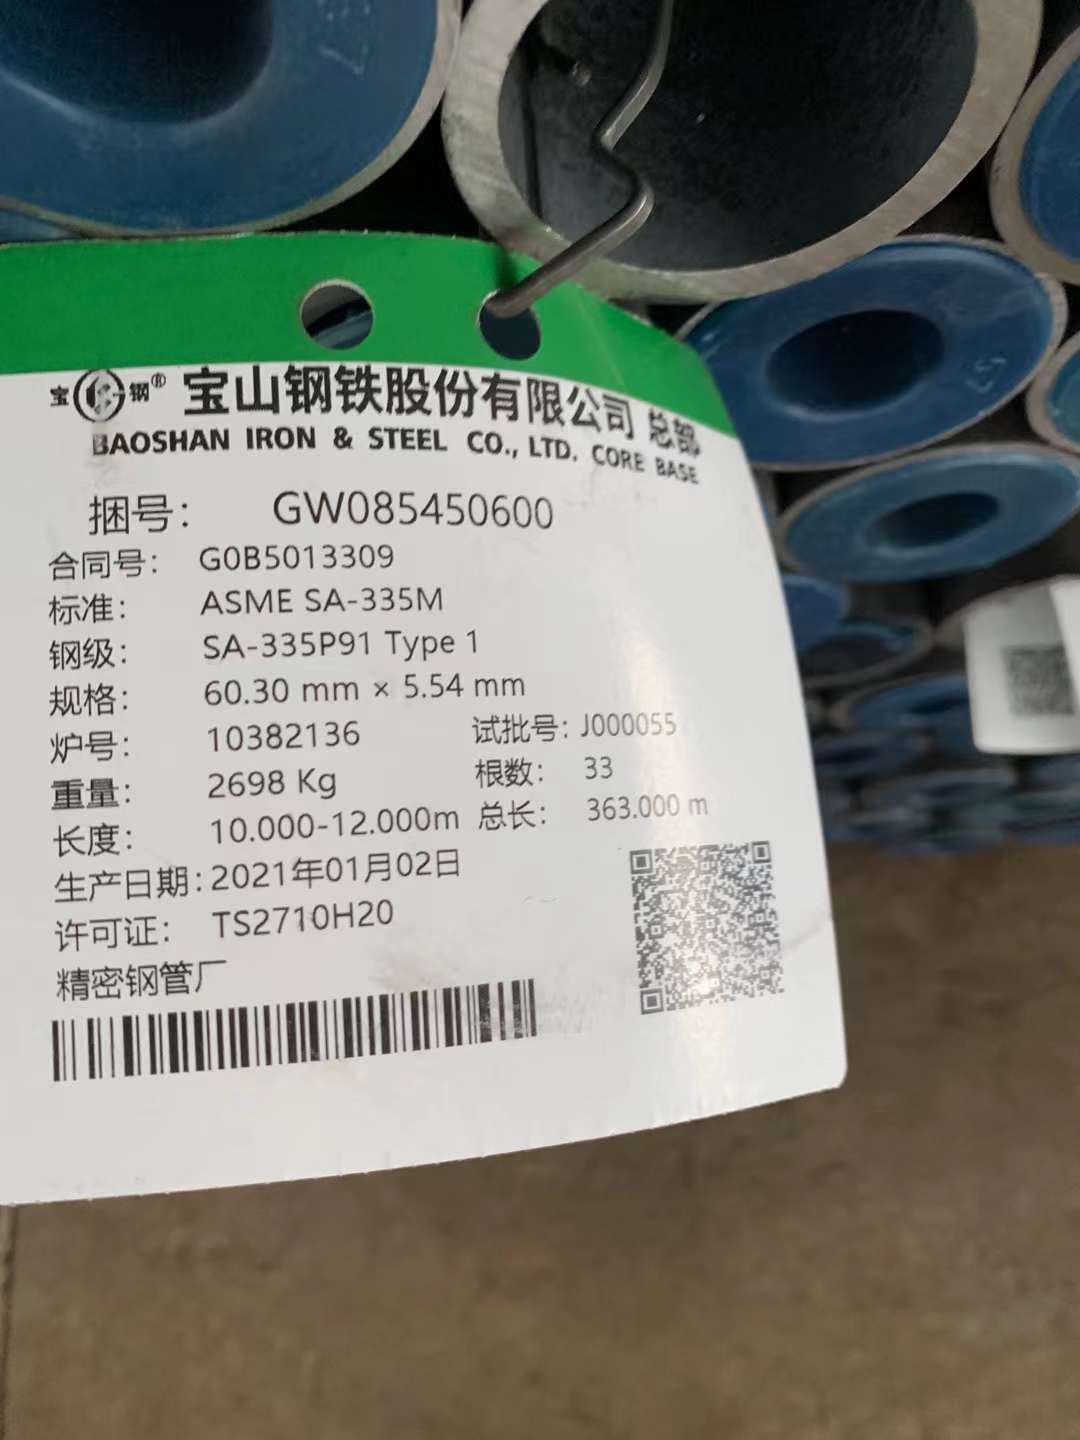 宝钢® 宝山钢铁股份有限公司 总部
BAOSHAN IRON & STEEL CO., LTD. CORE BASE
捆号: GW085450600
合同号: G0B5013309
标准: ASME SA-335M
钢级: SA-335P91 Type 1
规格: 60.30 mm × 5.54 mm
炉号: 10382136 试批号: J000055
重量: 2698 Kg 根数: 33
长度: 10.000-12.000m 总长: 363.000 m
生产日期: 2021年01月02日
许可证: TS2710H20
精密钢管厂